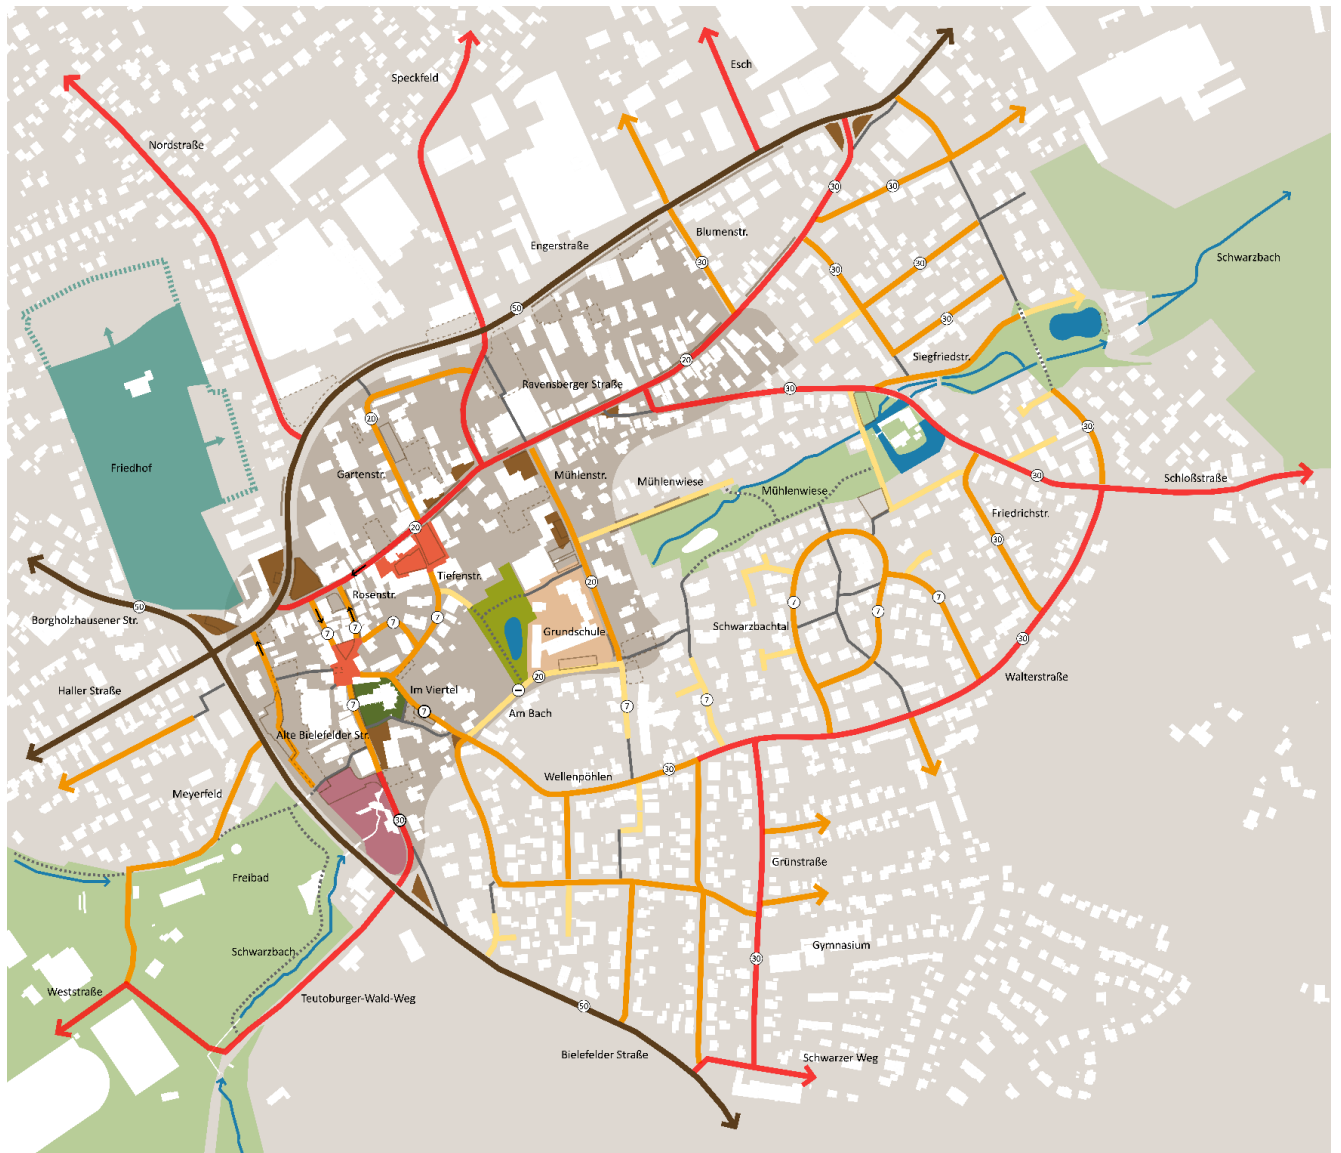 Speckfeld
Esch
Nordstraße
30
30
Blumenstr.
Engerstraße
Schwarzbach
30
30
30
50
30
Siegfriedstr.
20
Ravensberger Straße
30
20
30
Friedhof
Gartenstr.
Mühlenstr.
Mühlenwiese
Mühlenwiese
30
Schloßstraße
Friedrichstr.
20
30
Tiefenstr.
20
Rosenstr.
50
Borgholzhausener Str.
7
7
7
7
7
7
7
Grundschule
Schwarzbachtal
30
Walterstraße
20
Haller Straße
Im Viertel
7
7
7
7
Am Bach
Alte Bielefelder Str.
30
Wellenpöhlen
Meyerfeld
30
Grünstraße
Freibad
Schwarzbach
Gymnasium
30
Weststraße
Teutoburger-Wald-Weg
50
Bielefelder Straße
Schwarzer Weg